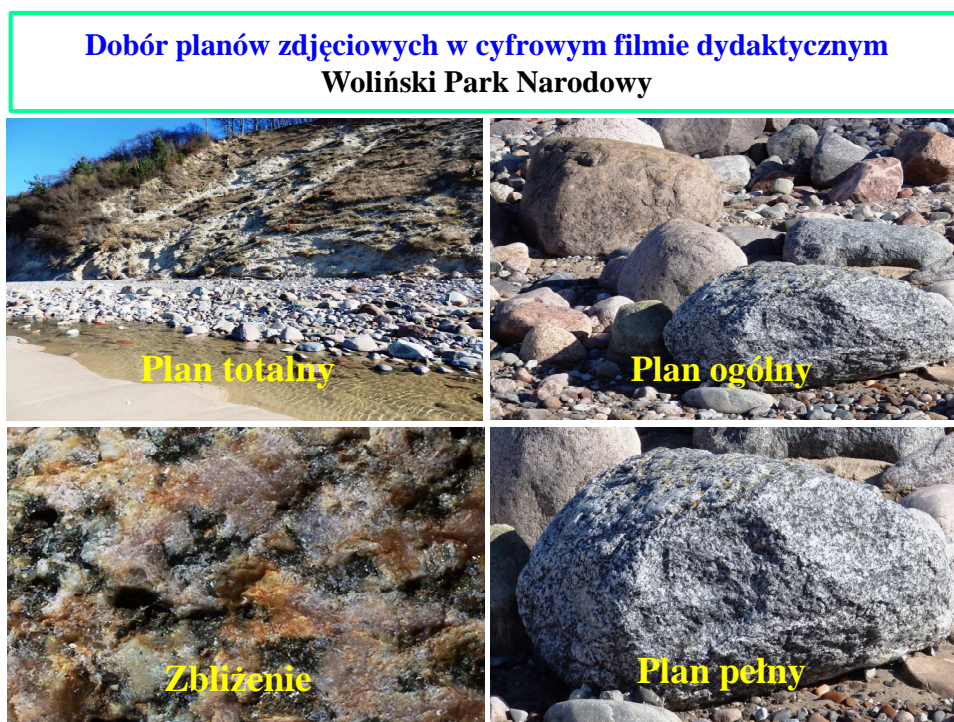 Dobór planów zdjęciowych w cyfrowym filmie dydaktycznym
Woliński Park Narodowy
Plan totalny
Plan ogólny
Zbliżenie
Plan pełny